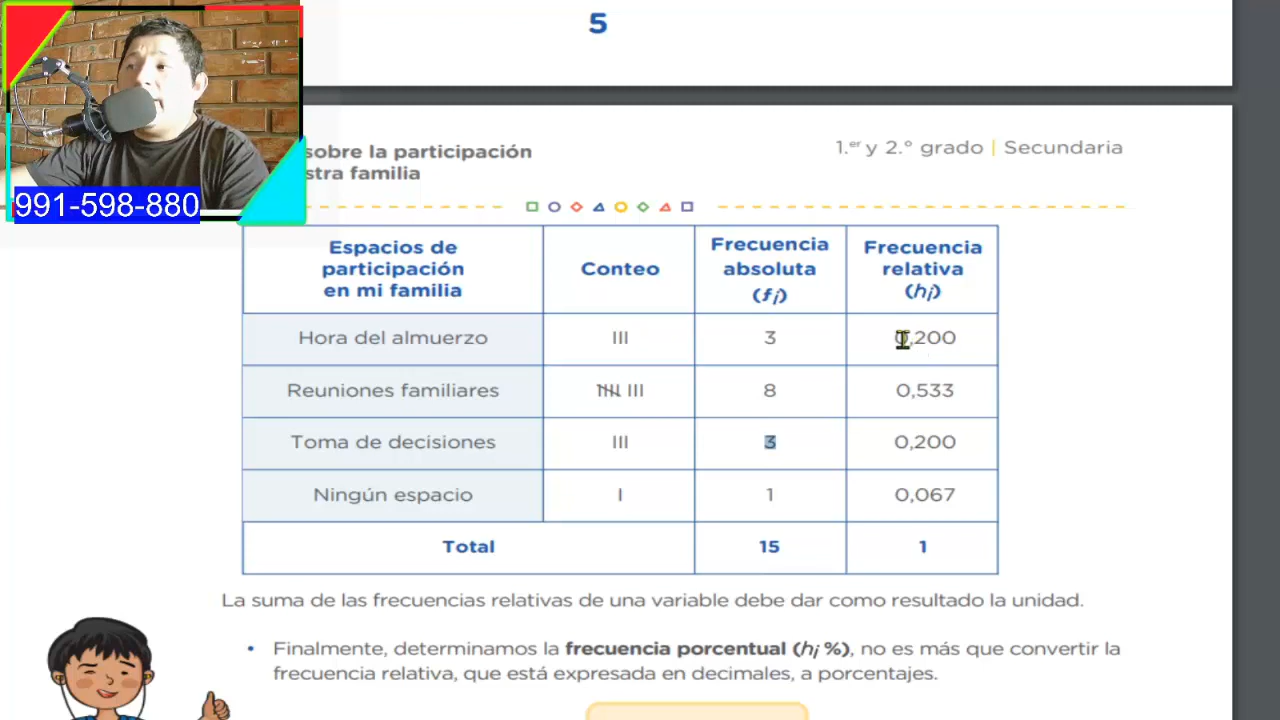 5
sobre la participación
stra familia
1.er y 2.° grado | Secundaria
991-598-880
Espacios de
participación
en mi familia
Conteo
Frecuencia
absoluta
(fi)
Frecuencia
relativa
(hi)
Hora del almuerzo III 3 0,200
Reuniones familiares IIII III 8 0,533
Toma de decisiones III 3 0,200
Ningún espacio I 1 0,067
Total 15 1
La suma de las frecuencias relativas de una variable debe dar como resultado la unidad.
• Finalmente, determinamos la frecuencia porcentual (hi %), no es más que convertir la
frecuencia relativa, que está expresada en decimales, a porcentajes.